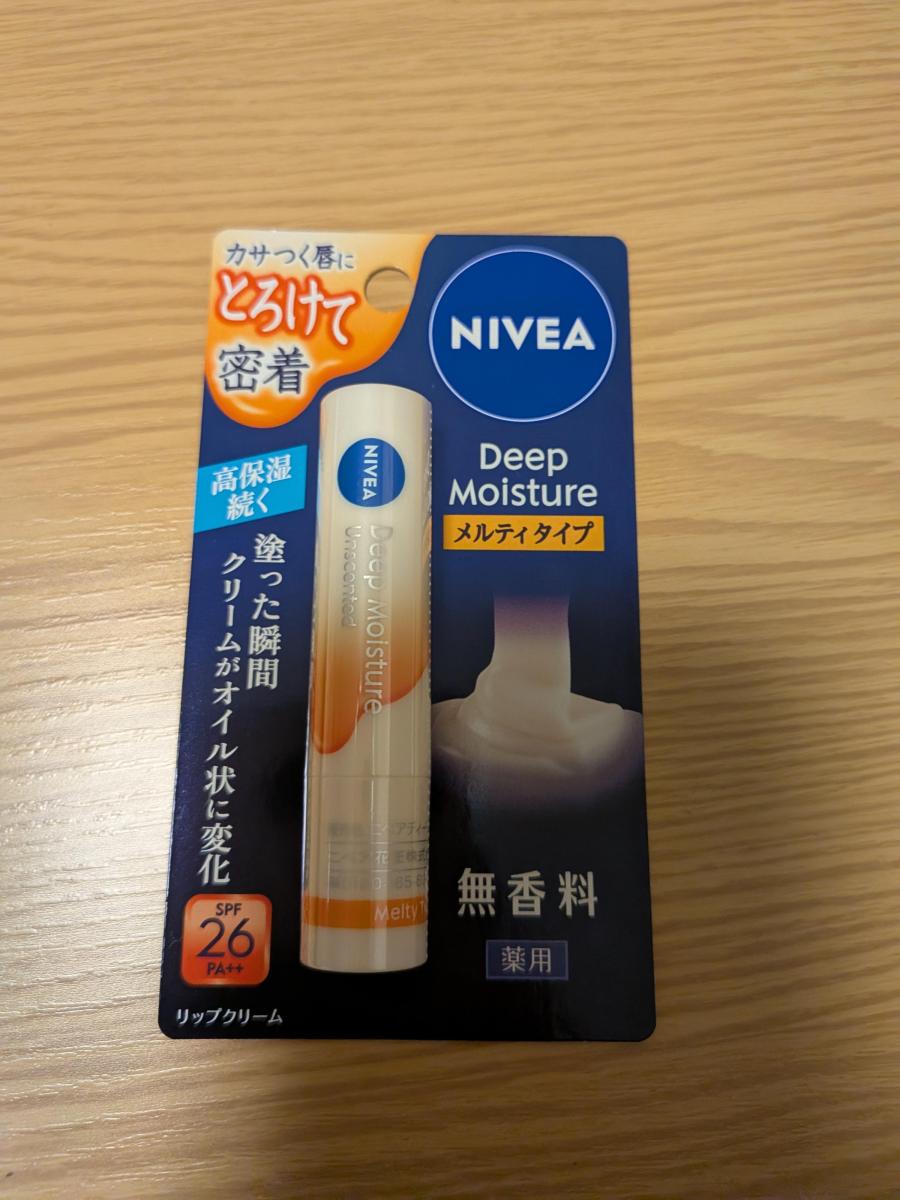 カサつく唇に
とろけて
密着
NIVEA
Deep
Moisture
メルティタイプ
高保湿
続く
塗った瞬間
クリームがオイル状に変化
NIVEA
Deep Moisture
Unscented
Melty
無香料
薬用
SPF
26
PA++
リップクリーム